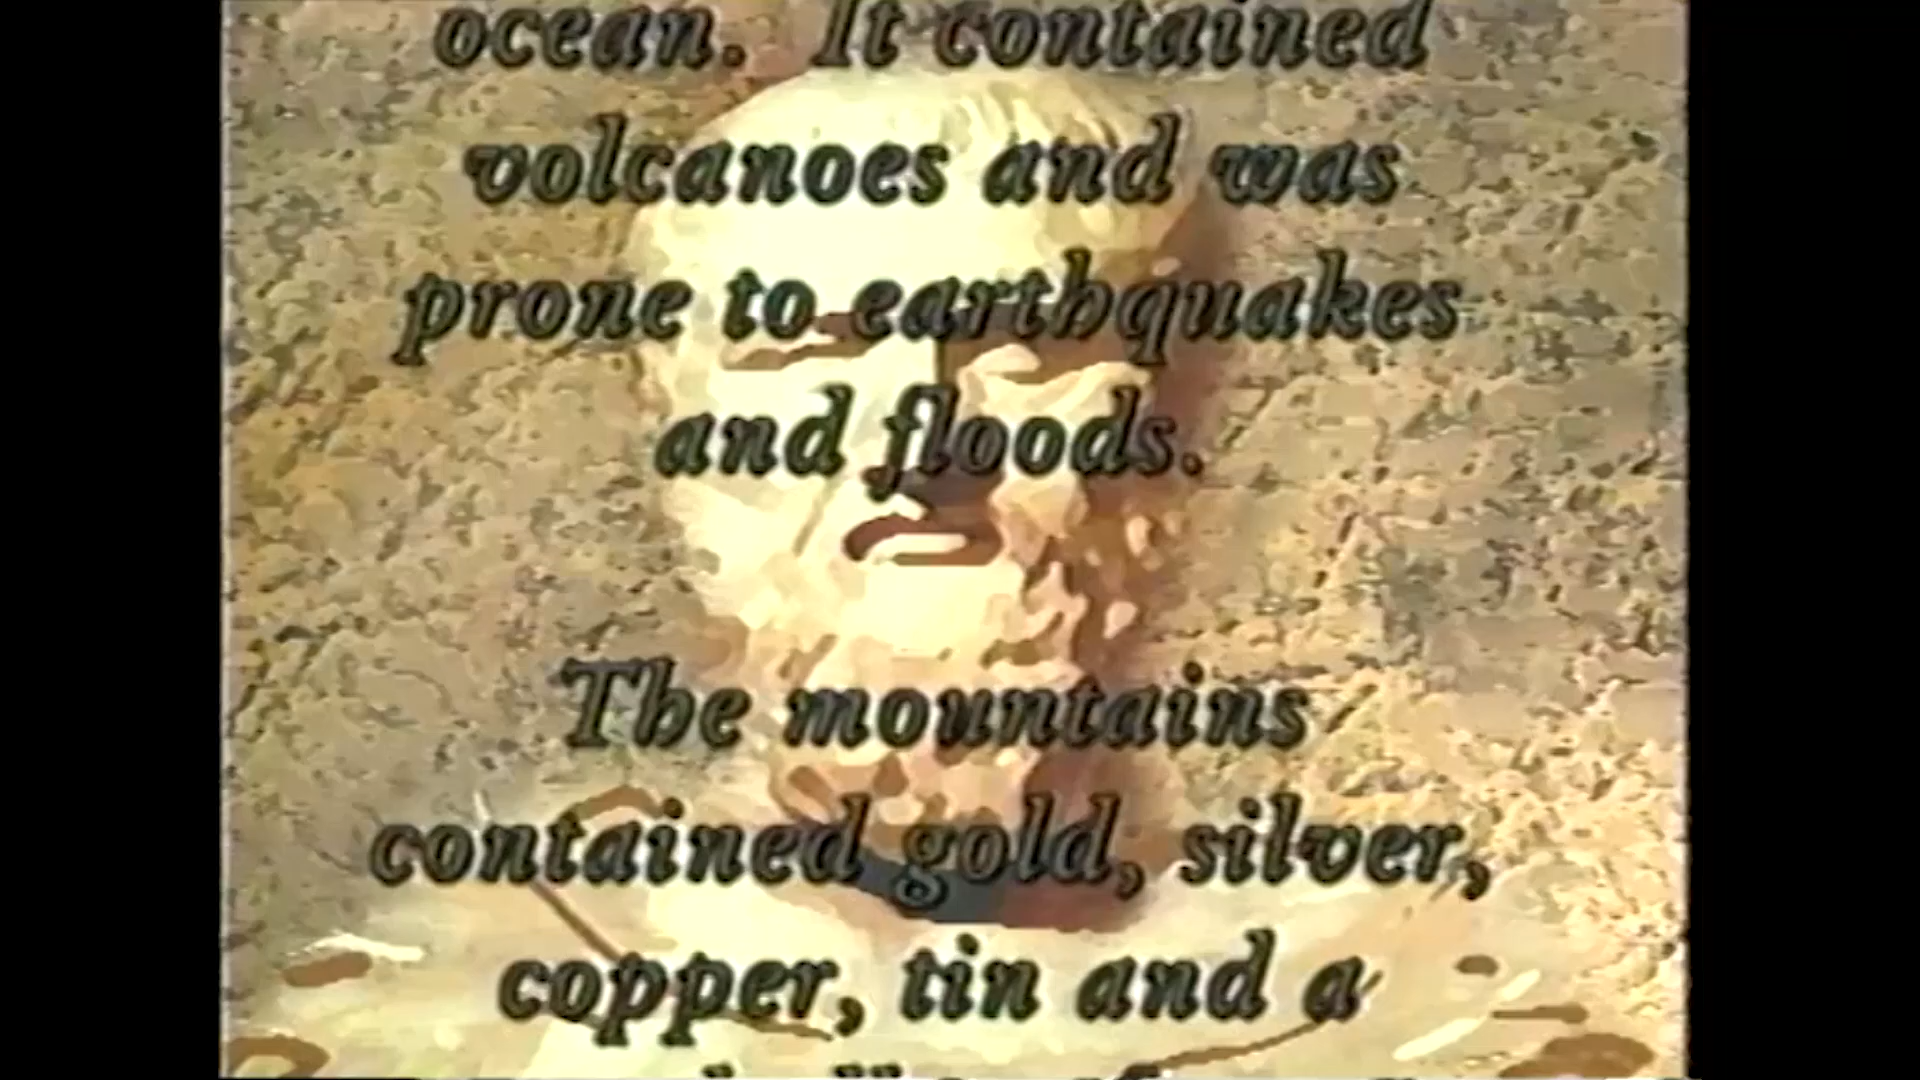 ocean. It contained
volcanoes and was
prone to earthquakes
and floods.
The mountains
contained gold, silver,
copper, tin and a